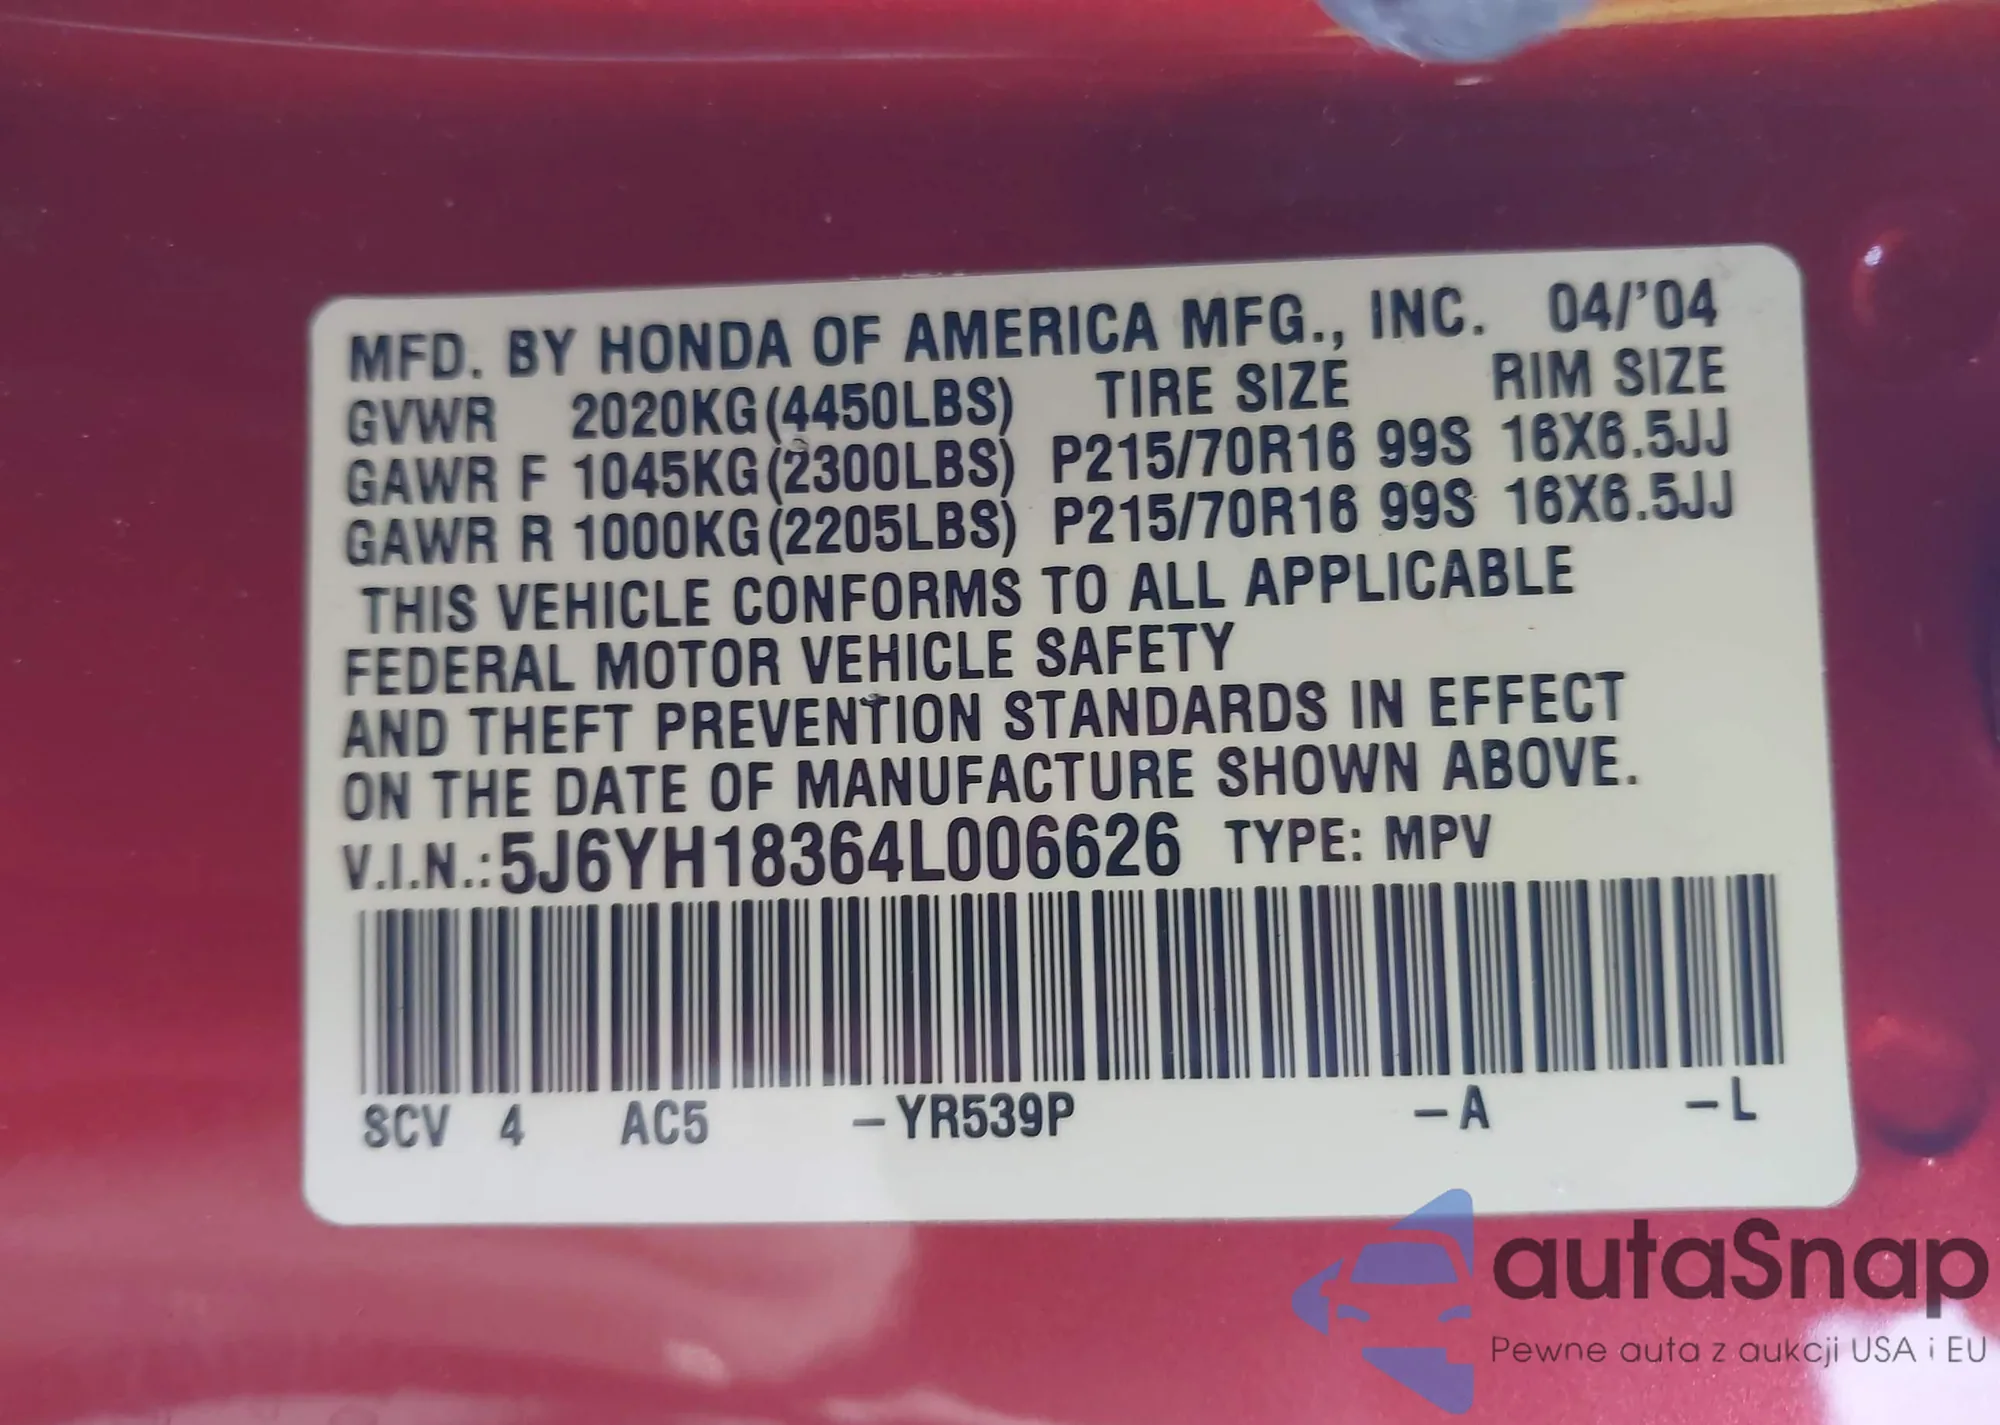 MFD. BY HONDA OF AMERICA MFG., INC. 04/'04
GVWR 2020KG(4450LBS) TIRE SIZE RIM SIZE
GAWR F 1045KG(2300LBS) P215/70R16 99S 16X6.5JJ
GAWR R 1000KG(2205LBS) P215/70R16 99S 16X6.5JJ
THIS VEHICLE CONFORMS TO ALL APPLICABLE
FEDERAL MOTOR VEHICLE SAFETY
AND THEFT PREVENTION STANDARDS IN EFFECT
ON THE DATE OF MANUFACTURE SHOWN ABOVE.
V.I.N.:5J6YH18364L006626 TYPE: MPV
SCV 4 AC5 –YR539P –A –L
autaSnap
Pewne auta z aukcji USA i EU